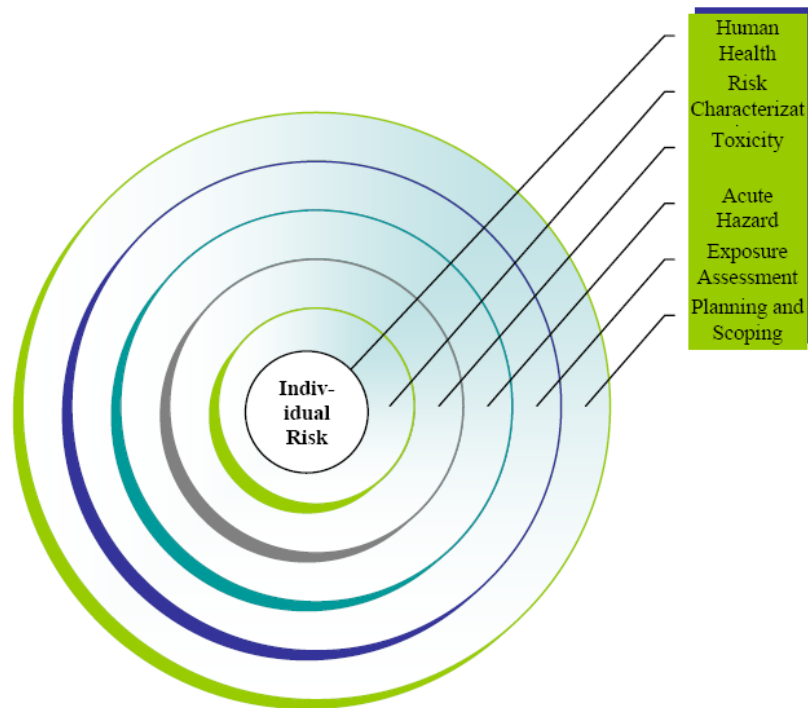 Human
Health
Risk
Characterizat
Toxicity
Acute
Hazard
Exposure
Assessment
Planning and
Scoping
Indiv-
idual
Risk